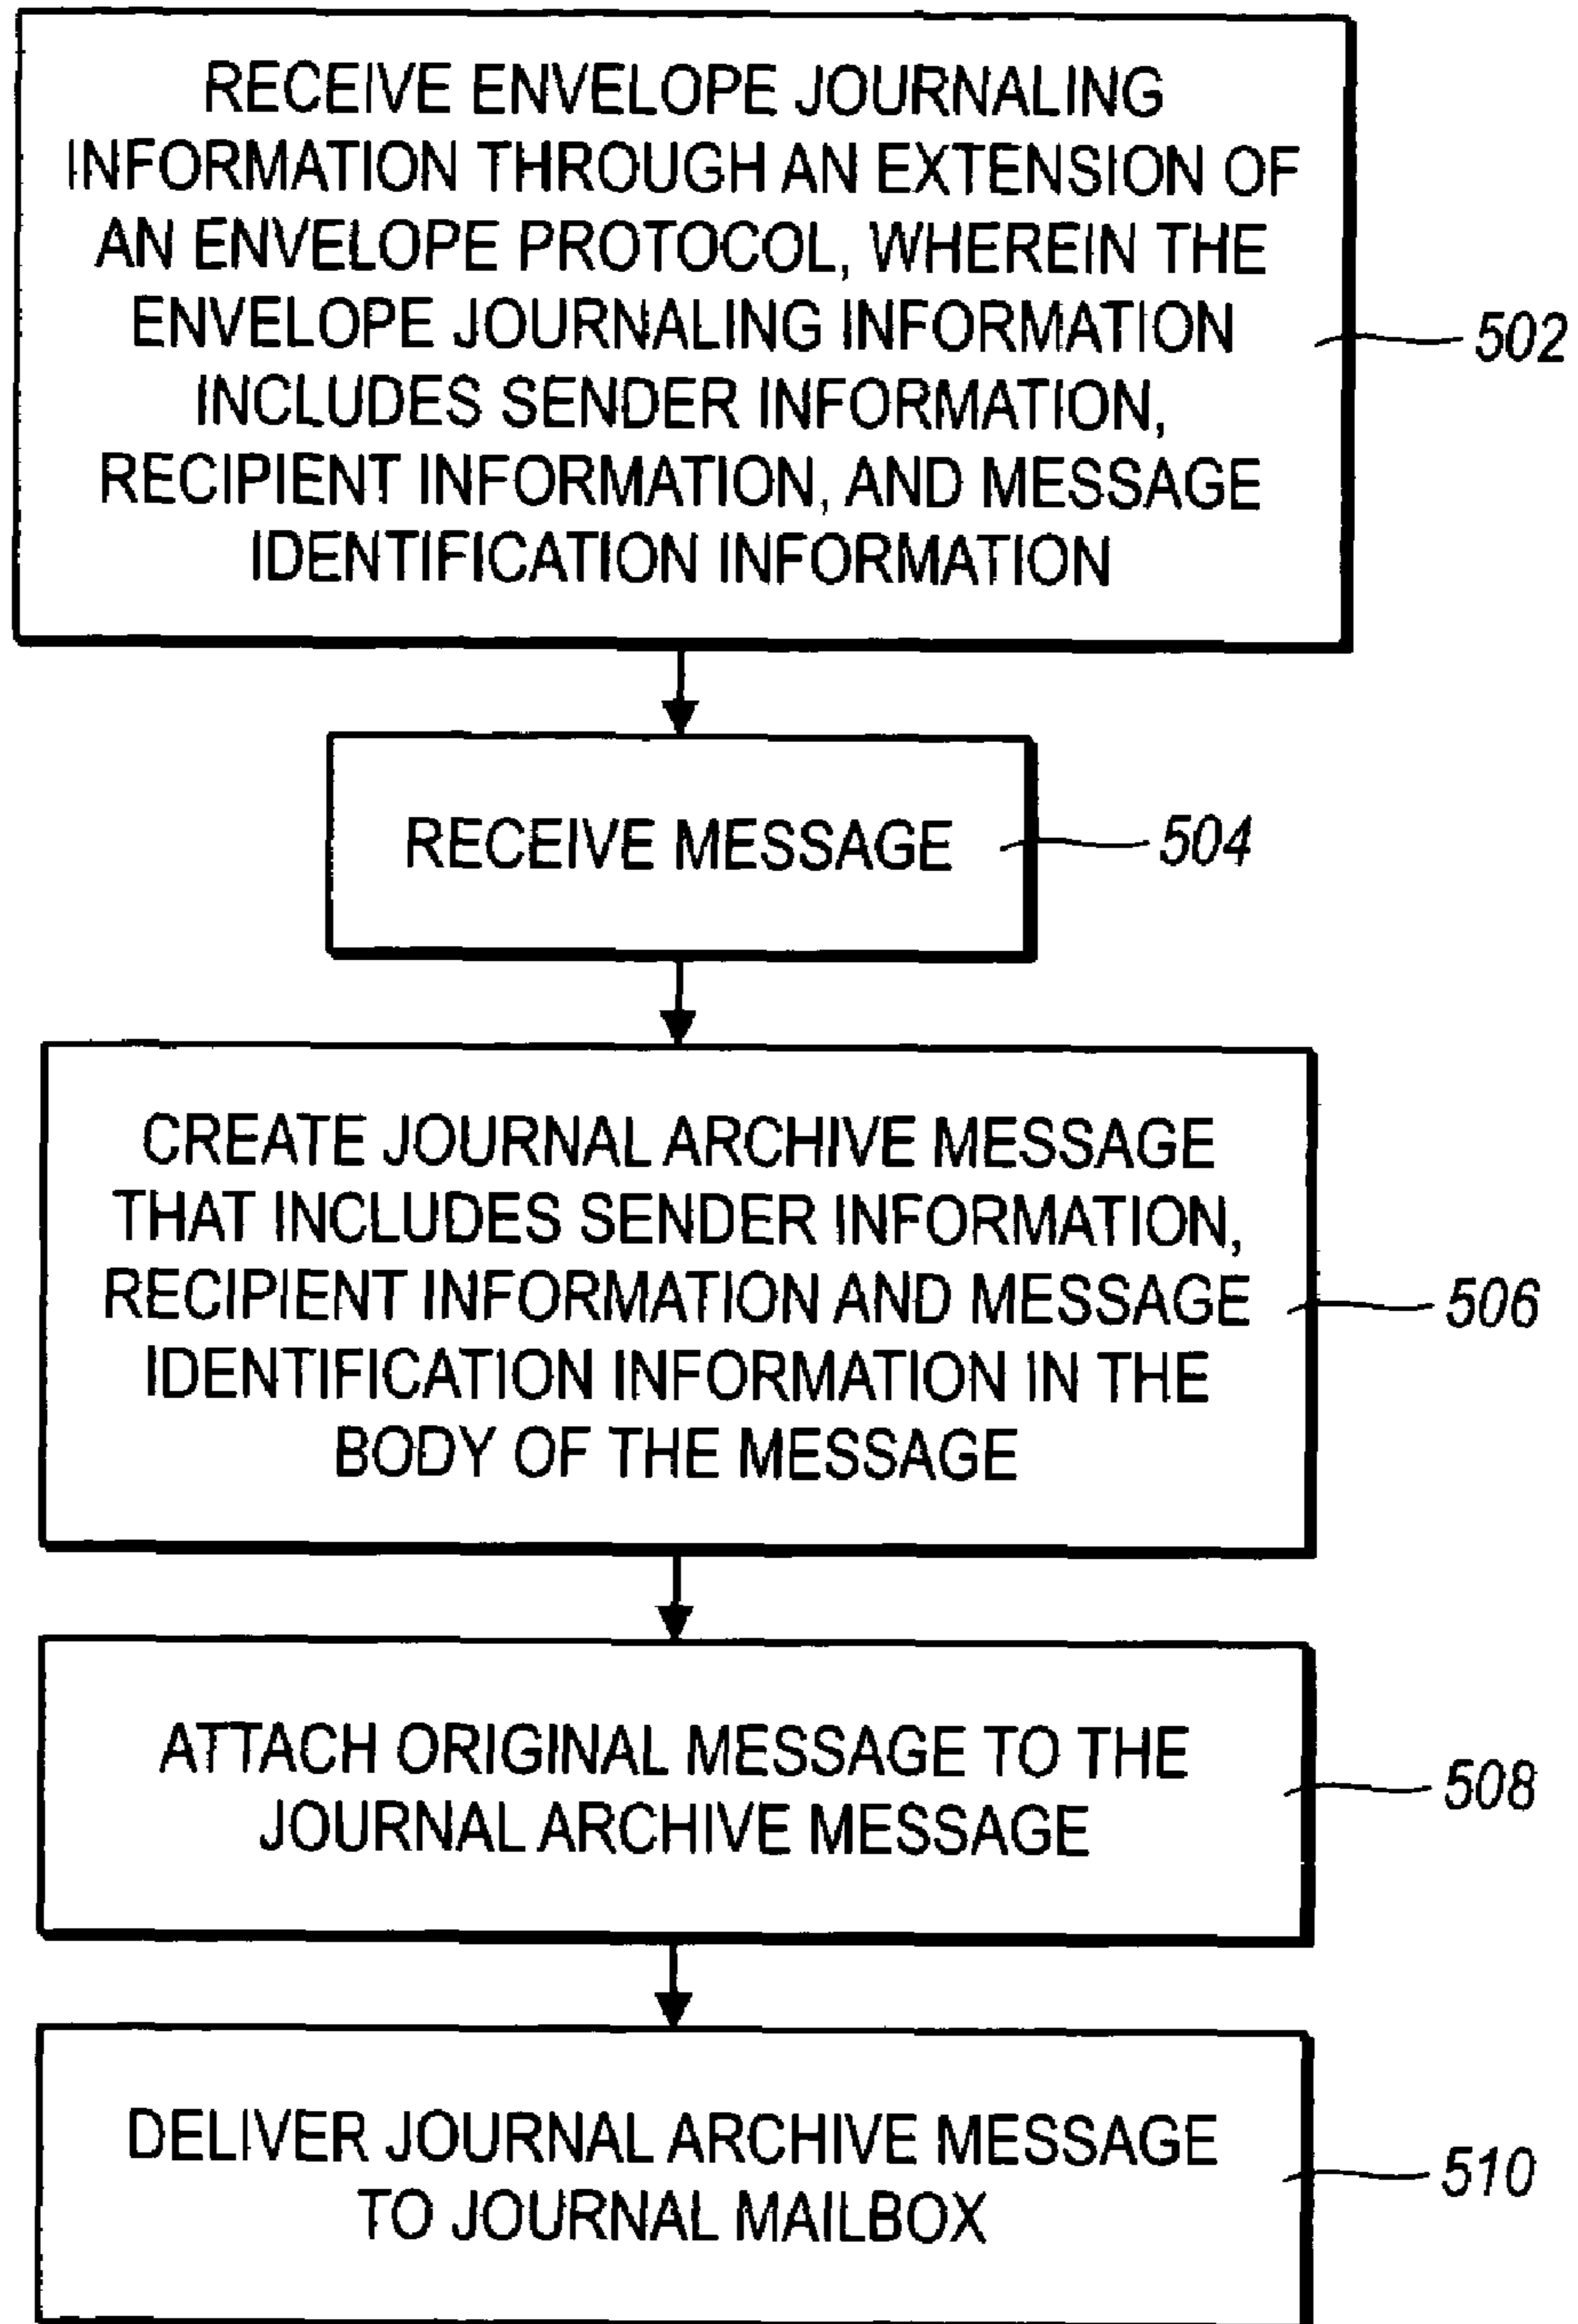 RECEIVE ENVELOPE JOURNALING
INFORMATION THROUGH AN EXTENSION OF
AN ENVELOPE PROTOCOL, WHEREIN THE
ENVELOPE JOURNALING INFORMATION
INCLUDES SENDER INFORMATION,
RECIPIENT INFORMATION, AND MESSAGE
IDENTIFICATION INFORMATION
502
RECEIVE MESSAGE
504
CREATE JOURNAL ARCHIVE MESSAGE
THAT INCLUDES SENDER INFORMATION,
RECIPIENT INFORMATION AND MESSAGE
IDENTIFICATION INFORMATION IN THE
BODY OF THE MESSAGE
506
ATTACH ORIGINAL MESSAGE TO THE
JOURNAL ARCHIVE MESSAGE
508
DELIVER JOURNAL ARCHIVE MESSAGE
TO JOURNAL MAILBOX
510